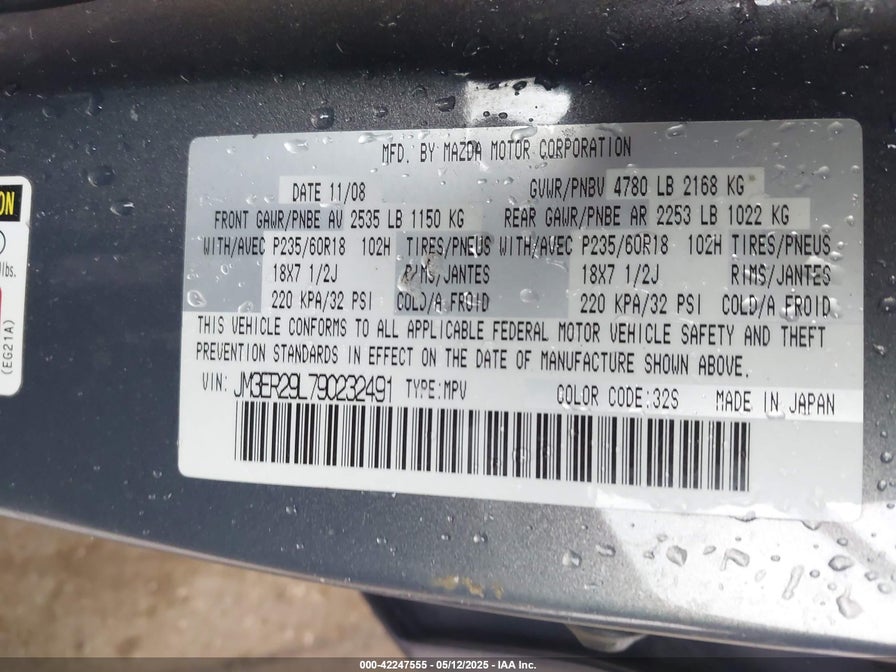 MFD. BY MAZDA MOTOR CORPORATION
DATE 11/08 GVWR/PNBV 4780 LB 2168 KG
FRONT GAWR/PNBE AV 2535 LB 1150 KG REAR GAWR/PNBE AR 2253 LB 1022 KG
WITH/AVEC P235/60R18 102H TIRES/PNEUS WITH/AVEC P235/60R18 102H TIRES/PNEUS
18X7 1/2J RIMS/JANTES 18X7 1/2J RIMS/JANTES
220 KPA/32 PSI COLD/A FROID 220 KPA/32 PSI COLD/A FROID
THIS VEHICLE CONFORMS TO ALL APPLICABLE FEDERAL MOTOR VEHICLE SAFETY AND THEFT
PREVENTION STANDARDS IN EFFECT ON THE DATE OF MANUFACTURE SHOWN ABOVE.
VIN: JM3ER29L790232491 TYPE:MPV COLOR CODE:32S MADE IN JAPAN
lbs.
(EG21A)
000-42247555 - 05/12/2025 - IAA Inc.